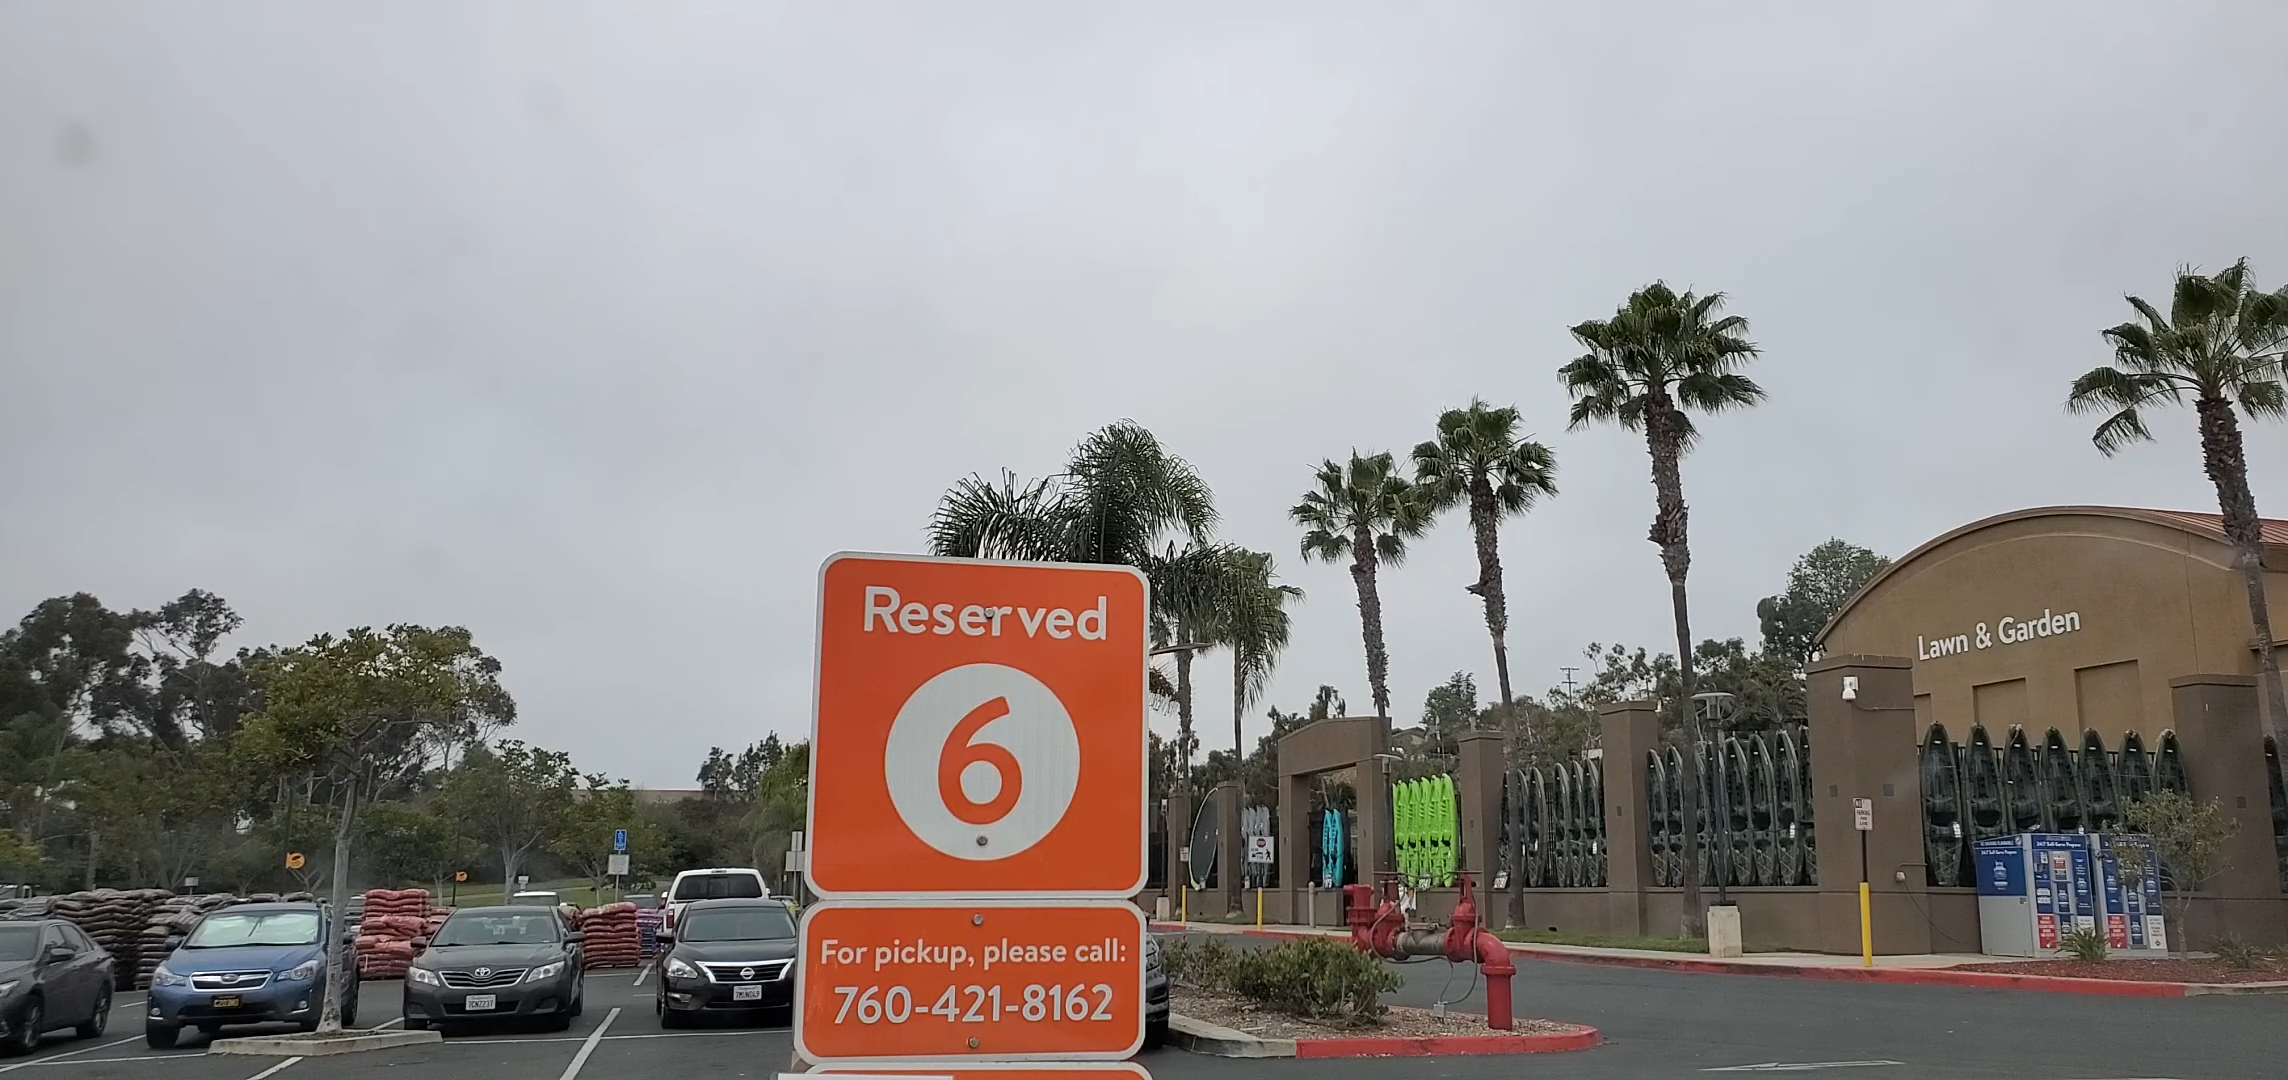 Reserved
6
For pickup, please call:
760-421-8162
Lawn & Garden